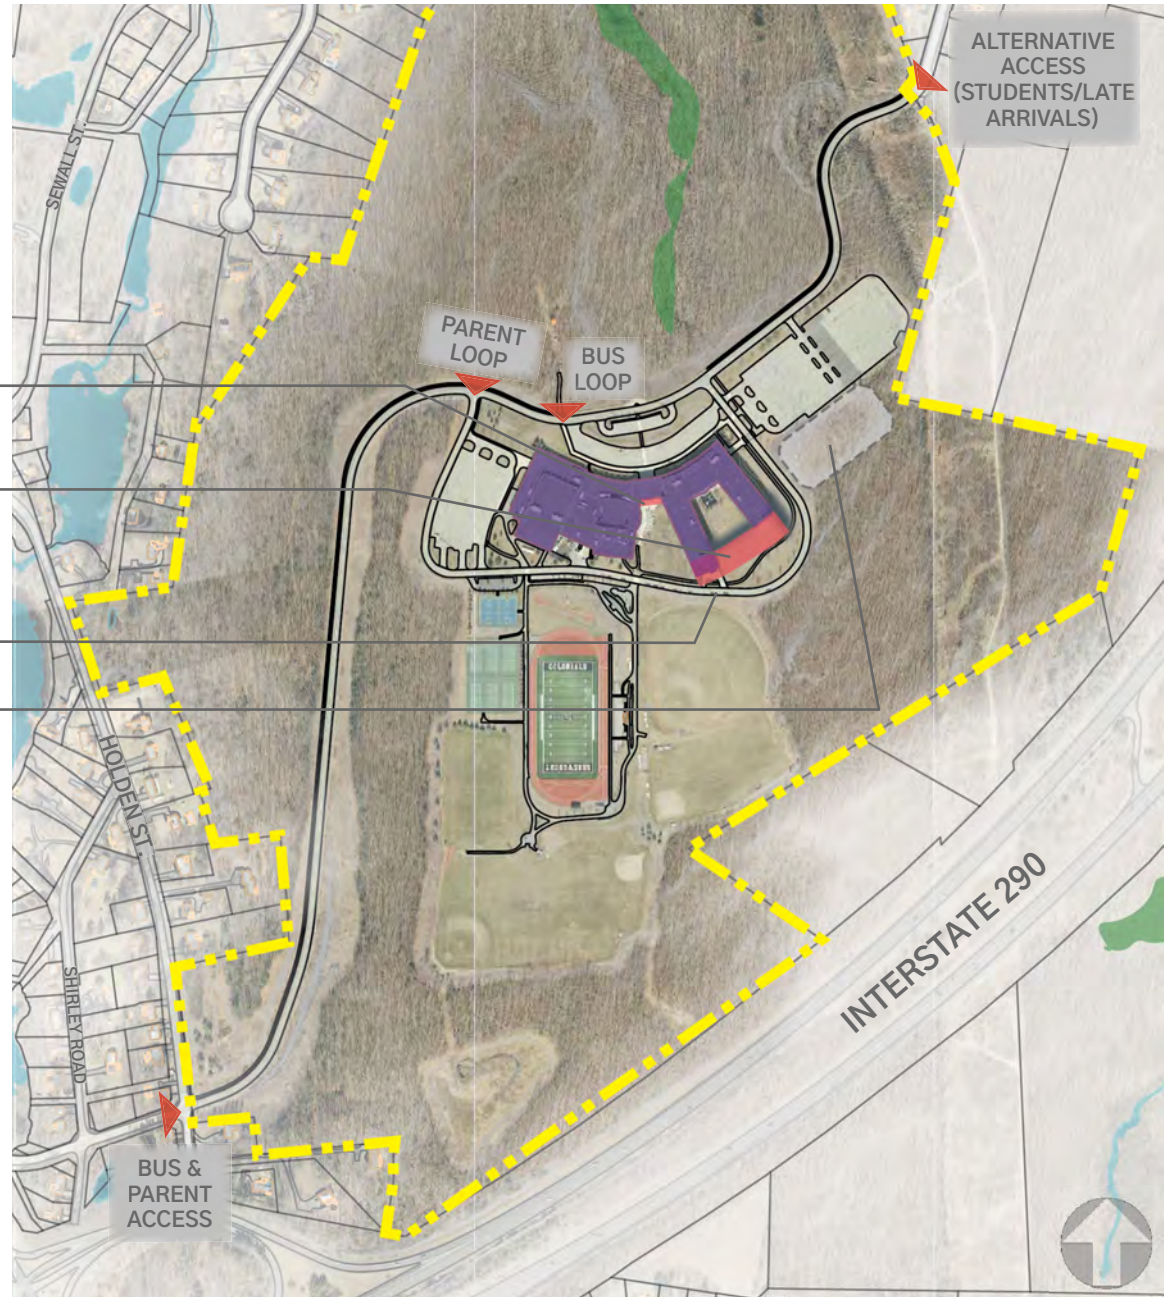 ALTERNATIVE
ACCESS
(STUDENTS/LATE
ARRIVALS)
SEWALL ST.
PARENT
LOOP
BUS
LOOP
HOLDEN ST.
INTERSTATE 290
SHIRLEY ROAD
BUS &
PARENT
ACCESS